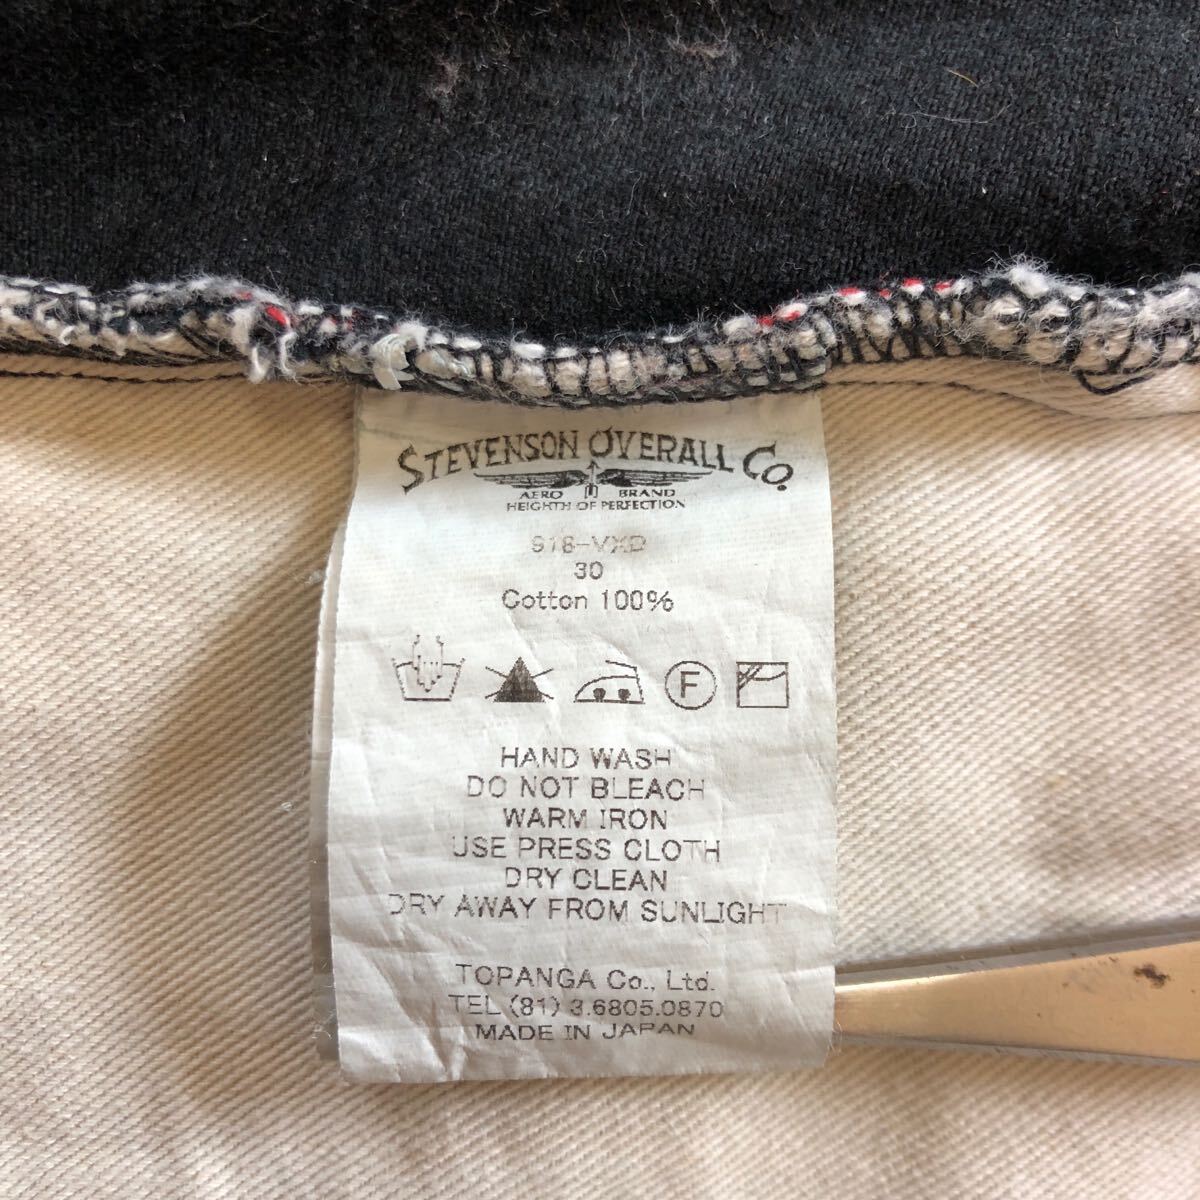 STEVENSON OVERALL CO.
AERO BRAND
HEIGHTH OF PERFECTION
918-VXD
30
Cotton 100%
F
HAND WASH
DO NOT BLEACH
WARM IRON
USE PRESS CLOTH
DRY CLEAN
DRY AWAY FROM SUNLIGHT
TOPANGA Co., Ltd.
TEL (81) 3.6805.0870
MADE IN JAPAN